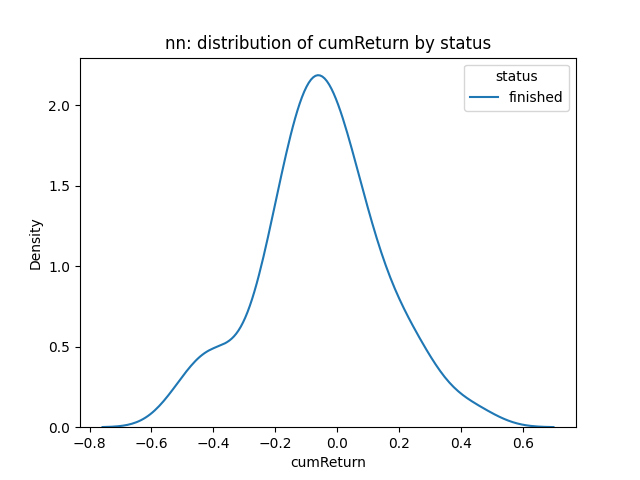 nn: distribution of cumReturn by status
status
finished
Density
2.0
1.5
1.0
0.5
0.0
−0.8 −0.6 −0.4 −0.2 0.0 0.2 0.4 0.6
cumReturn